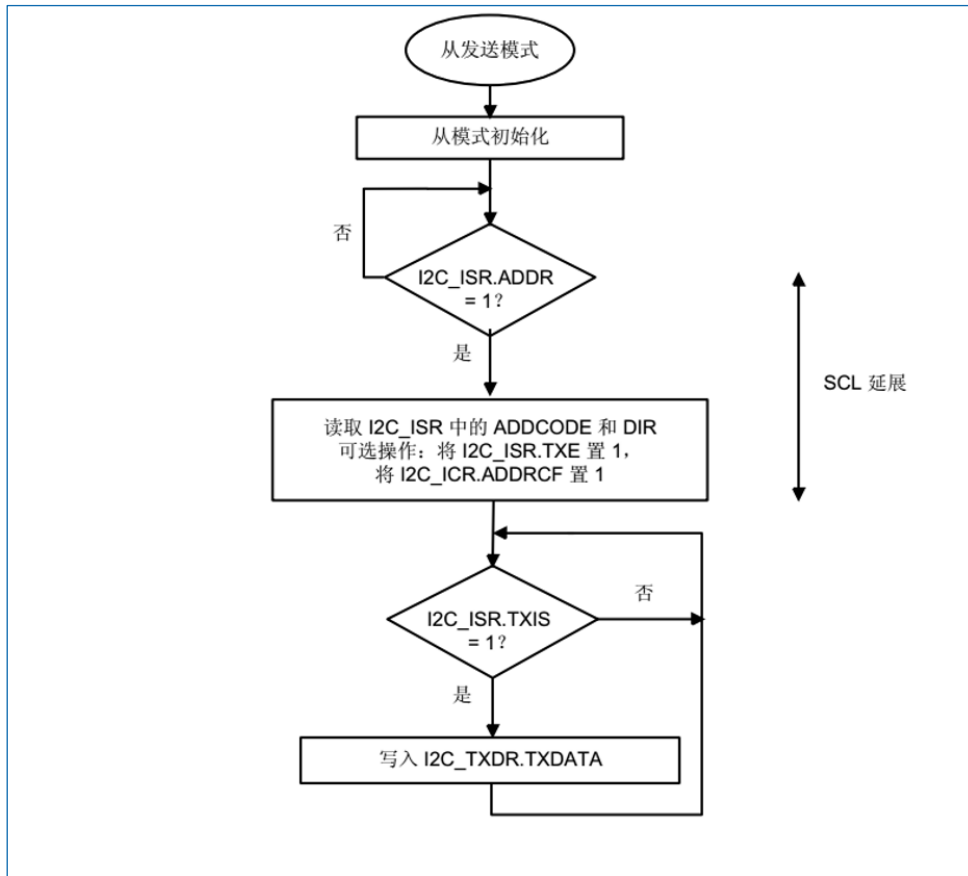 从发送模式
从模式初始化
否
I2C_ISR.ADDR
= 1?
是
SCL 延展
读取 I2C_ISR 中的 ADDCODE 和 DIR
可选操作：将 I2C_ISR.TXE 置 1，
将 I2C_ICR.ADDRCF 置 1
否
I2C_ISR.TXIS
= 1?
是
写入 I2C_TXDR.TXDATA